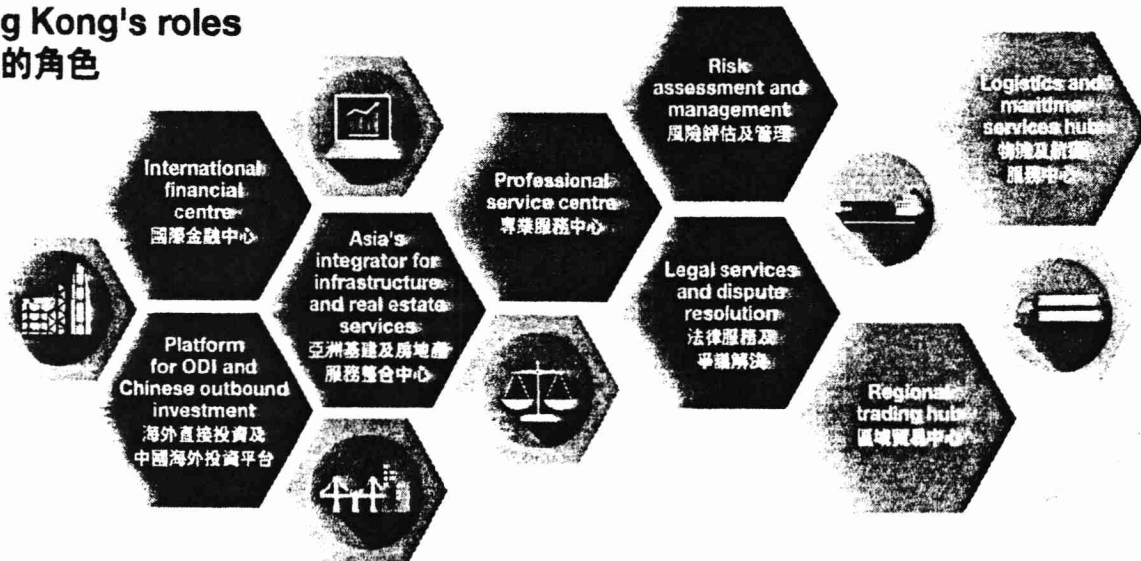 g Kong's roles
的角色
International
financial
centre
國際金融中心
Platform
for ODI and
Chinese outbound
investment
海外直接投資及
中國海外投資平台
Asia's
integrator for
infrastructure
and real estate
services
亞洲基建及房地產
服務整合中心
Professional
service centre
專業服務中心
Risk
assessment and
management
風險評估及管理
Legal services
and dispute
resolution
法律服務及
爭議解決
Logistics and
maritime
services hub
物流及航運
服務中心
Regional
trading hub
區域貿易中心